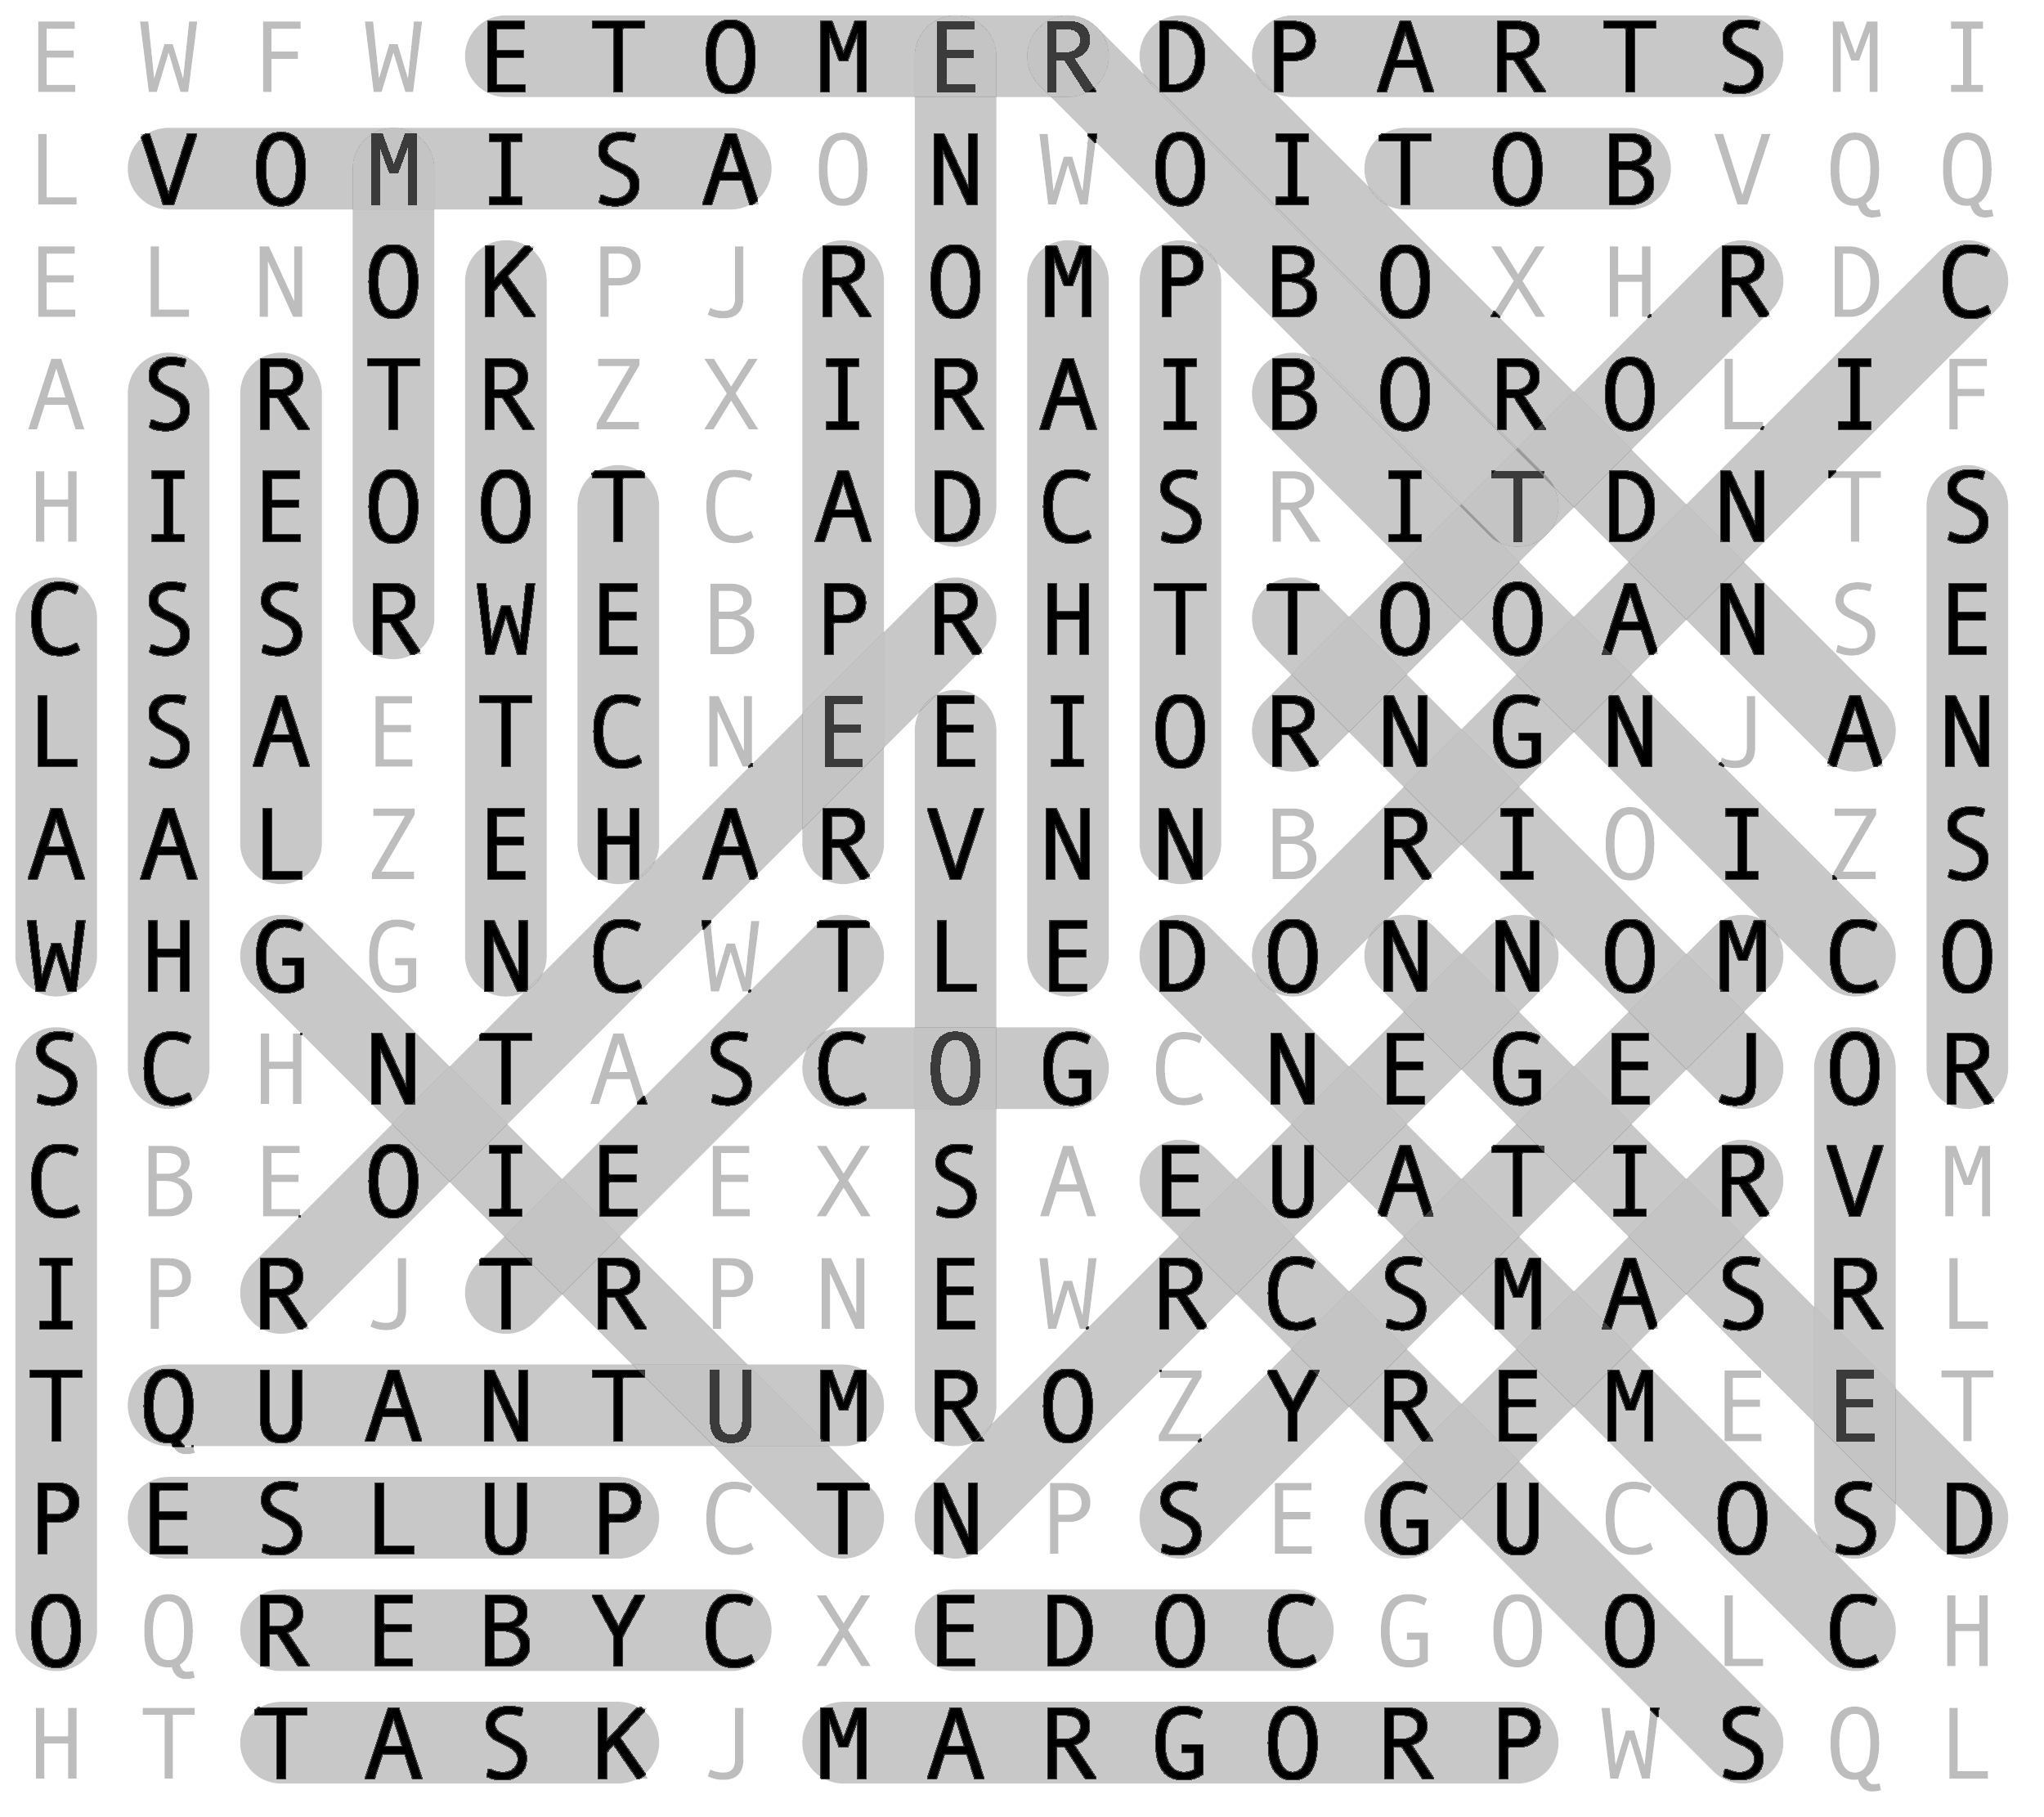 E W F W E T O M E R D P A R T S M I
L V O M I S A O N W O I T O B V Q Q
E L N O K P J R O M P B O X H R D C
A S R T R Z X I R A I B O R O L I F
H I E O O T C A D C S R I T D N T S
C S S R W E B P R H T T O O A N S E
L S A E T C N E E I O R N G N J A N
A A L Z E H A R V N N B R I O I Z S
W H G G N C W T L E D O N N O M C O
S C H N T A S C O G C N E G E J O R
C B E O I E E X S A E U A T I R V M
I P R J T R P N E W R C S M A S R L
T Q U A N T U M R O Z Y R E M E E T
P E S L U P C T N P S E G U C O S D
O Q R E B Y C X E D O C G O O L C H
H T T A S K J M A R G O R P W S Q L